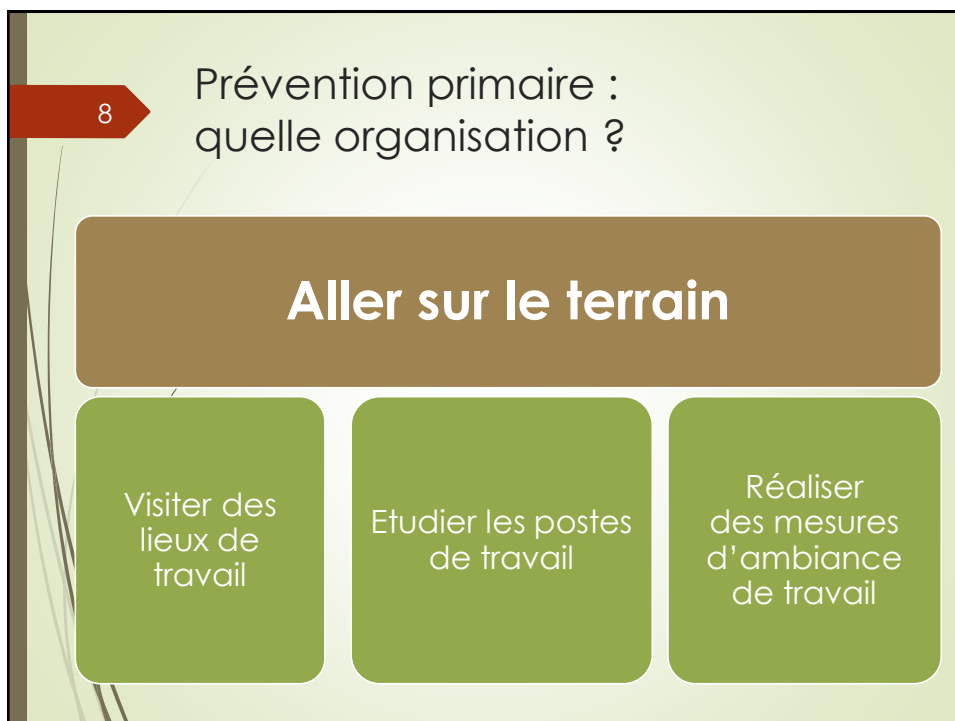 8
Prévention primaire :
quelle organisation ?
Aller sur le terrain
Visiter des
lieux de
travail
Etudier les postes
de travail
Réaliser
des mesures
d’ambiance
de travail